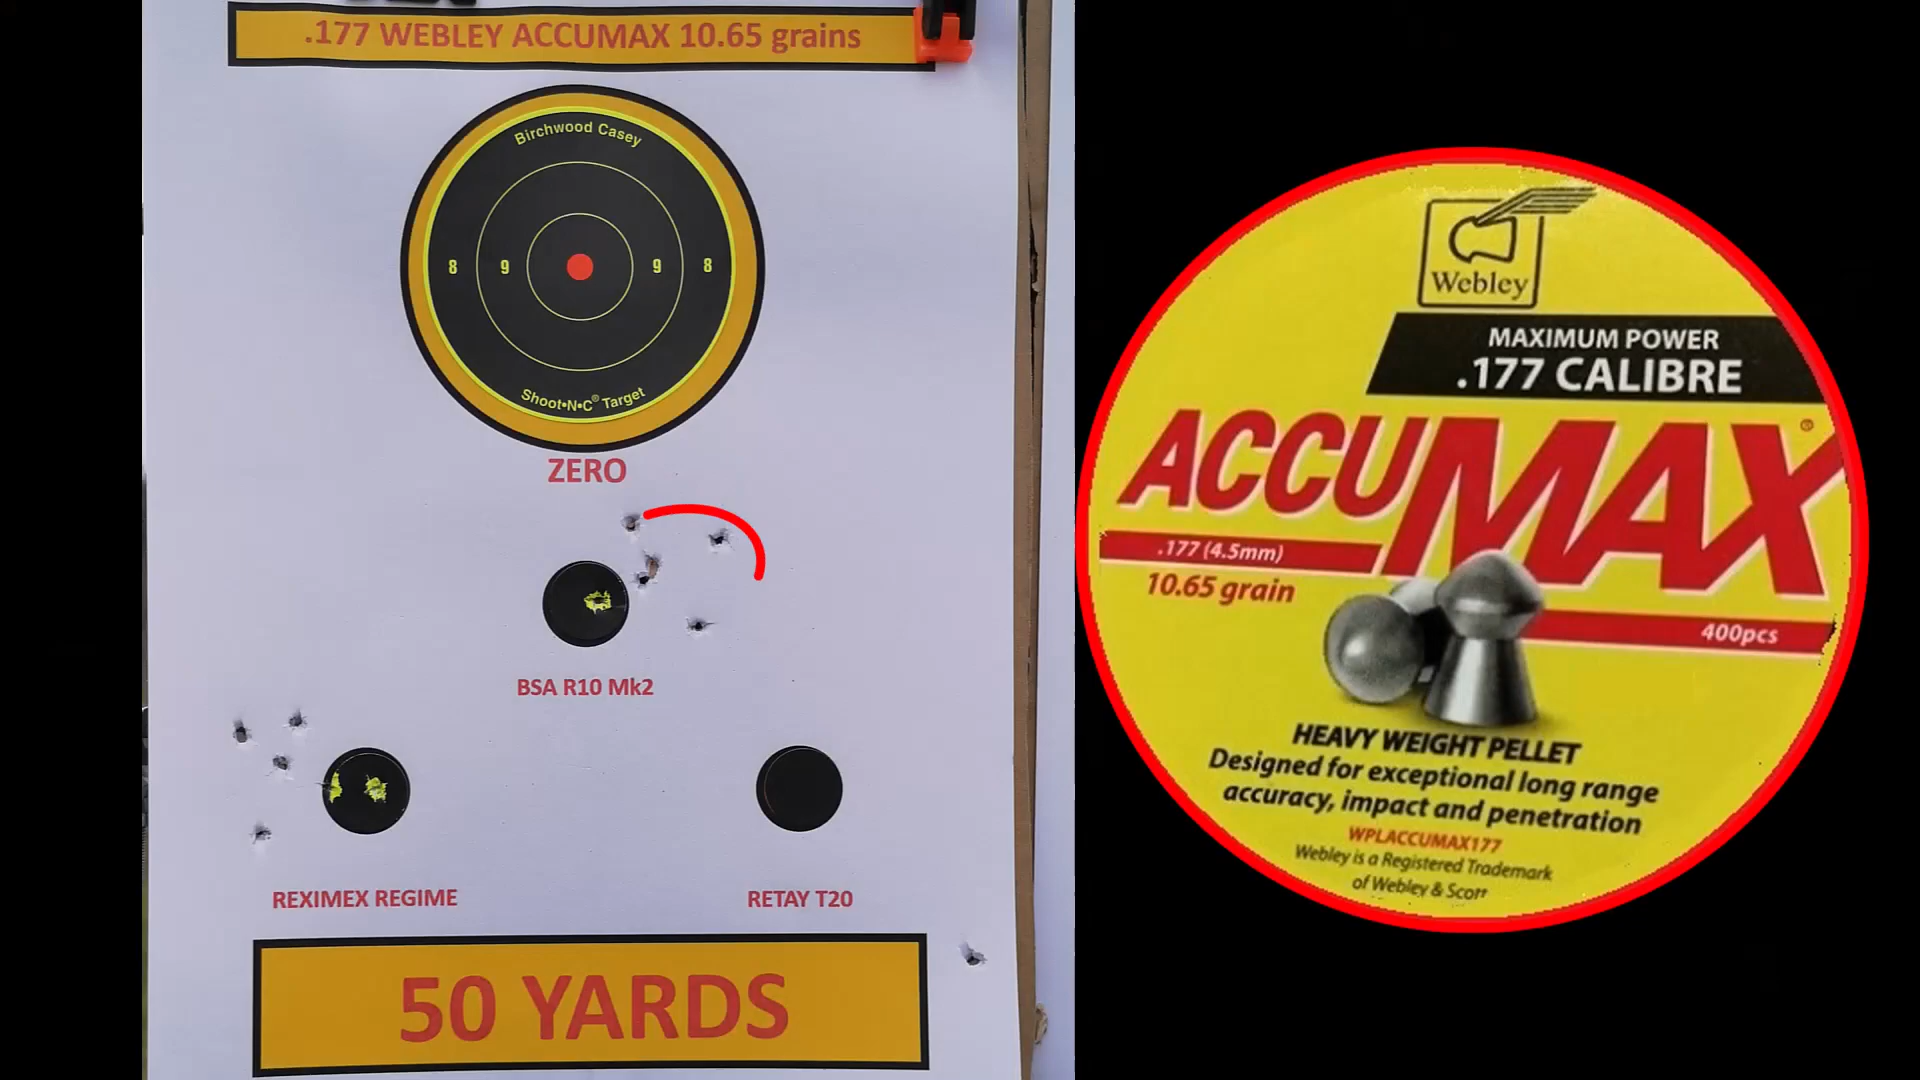 .177 WEBLEY ACCUMAX 10.65 grains
Birchwood Casey
8 9 9 8
Shoot•N•C® Target
ZERO
BSA R10 Mk2
REXIMEX REGIME
RETAY T20
50 YARDS
Webley
MAXIMUM POWER
.177 CALIBRE
ACCUMAX®
.177 (4.5mm)
10.65 grain
400pcs
HEAVY WEIGHT PELLET
Designed for exceptional long range
accuracy, impact and penetration
WPLACCUMAX177
Webley is a Registered Trademark
of Webley & Scott